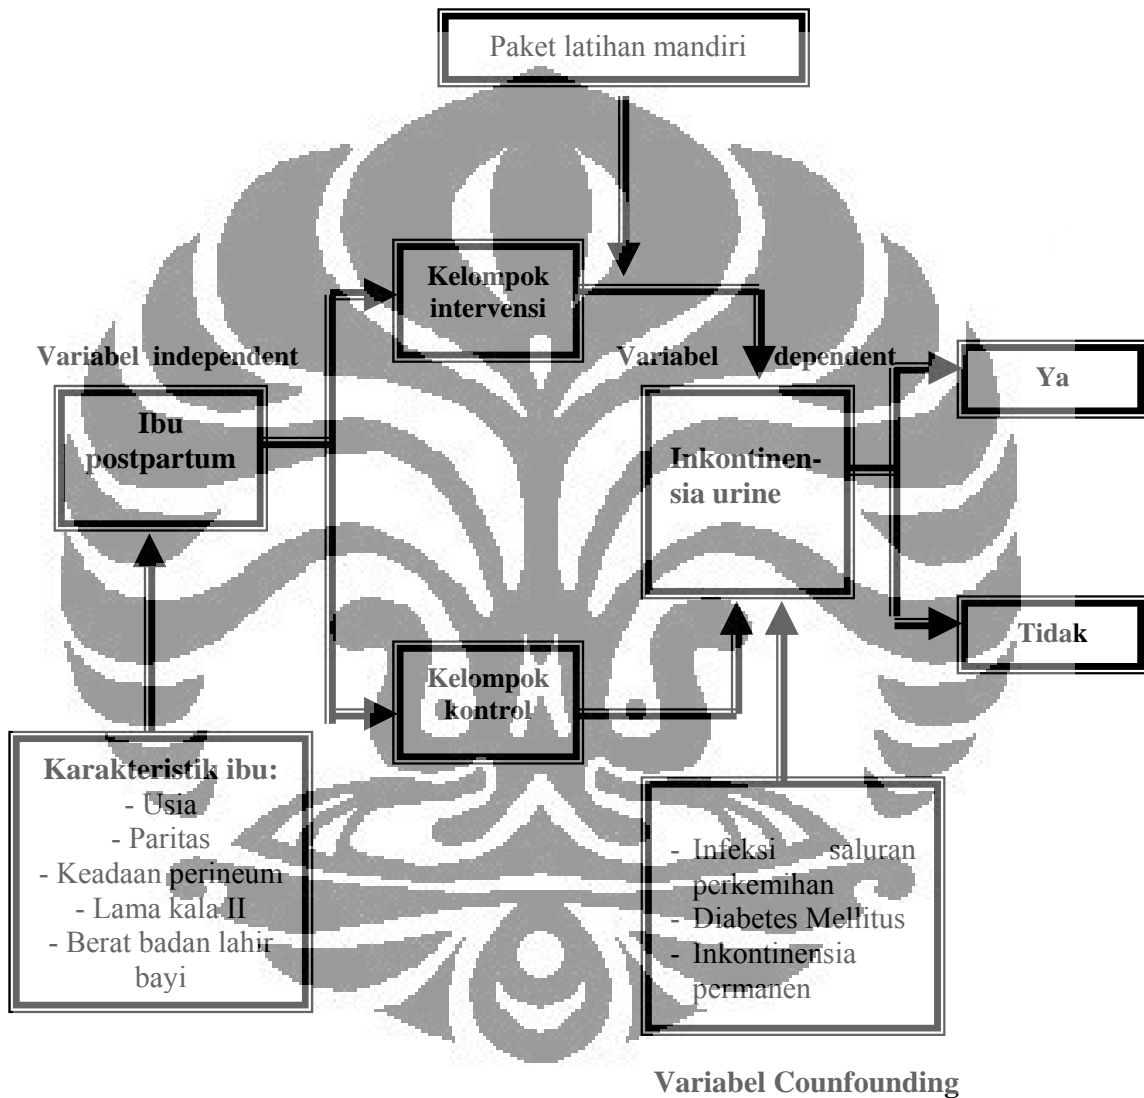 Paket latihan mandiri
Kelompok
intervensi
Variabel independent
Variabel dependent
Ya
Ibu
postpartum
Inkontinen-
sia urine
Tidak
Kelompok
kontrol
Karakteristik ibu:
- Usia
- Paritas
- Keadaan perineum
- Lama kala II
- Berat badan lahir
bayi
- Infeksi saluran
perkemihan
- Diabetes Mellitus
- Inkontinensia
permanen
Variabel Counfounding